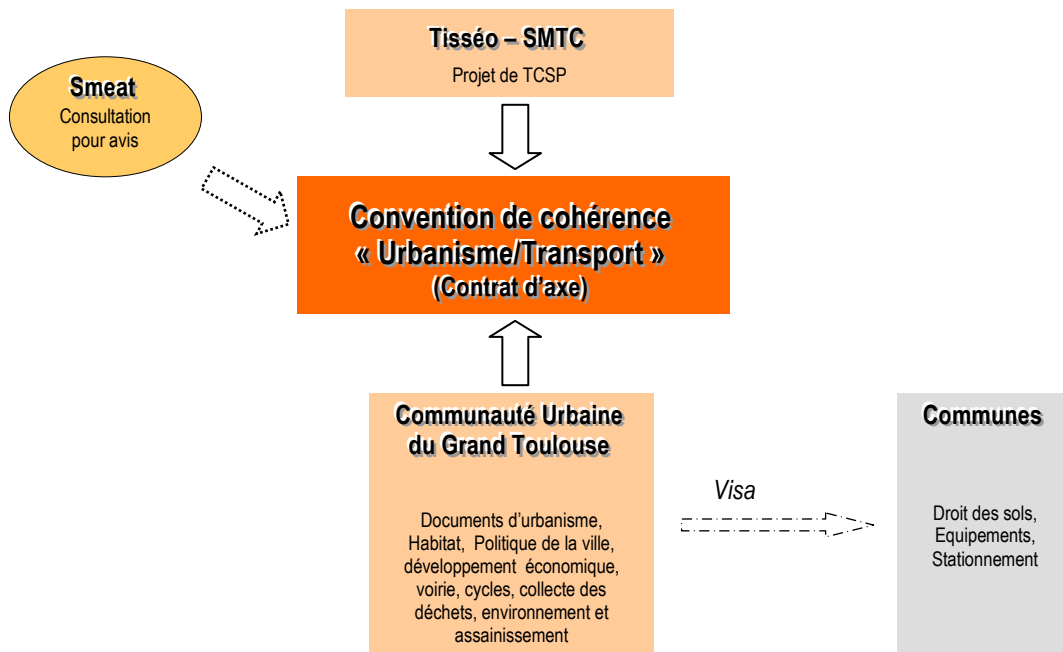 Tisséo – SMTC
Projet de TCSP
Smeat
Consultation
pour avis
Convention de cohérence
« Urbanisme/Transport »
(Contrat d'axe)
Communauté Urbaine
du Grand Toulouse
Documents d'urbanisme,
Habitat, Politique de la ville,
développement économique,
voirie, cycles, collecte des
déchets, environnement et
assainissement
Visa
Communes
Droit des sols,
Equipements,
Stationnement